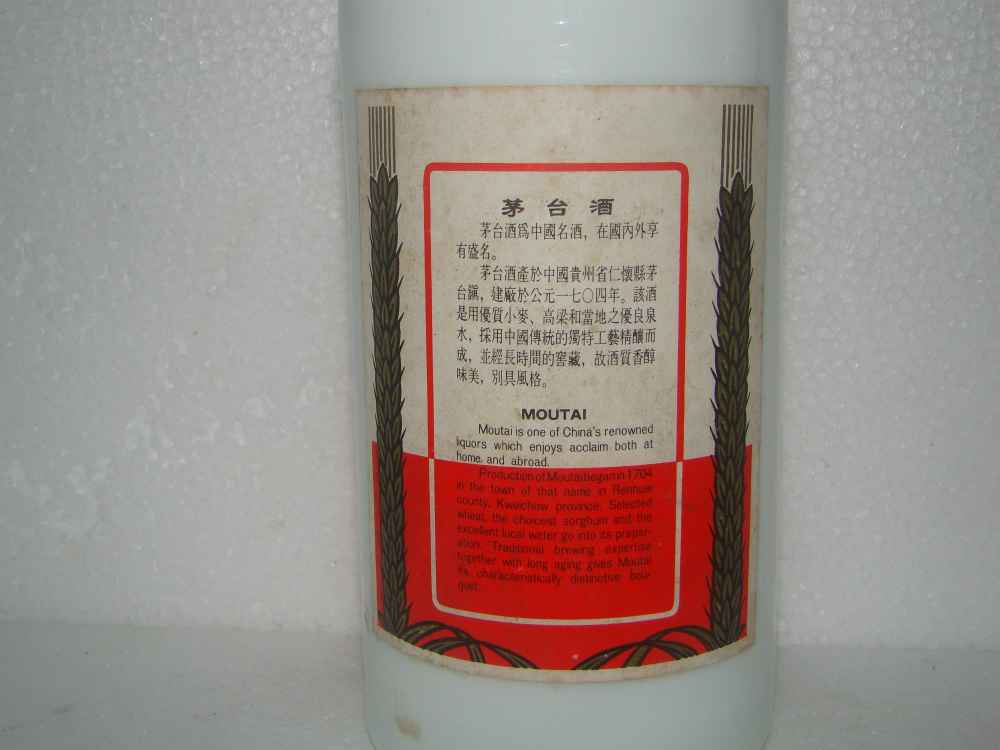 茅台酒
茅台酒爲中國名酒，在國內外享
有盛名。
茅台酒產於中國貴州省仁懷縣茅
台鎭，建廠於公元一七〇四年。該酒
是用優質小麥、高梁和當地之優良泉
水，採用中國傳統的獨特工藝精釀而
成，並經長時間的窖藏，故酒質香醇
味美，別具風格。
MOUTAI
Moutai is one of China's renowned
liquors which enjoys acclaim both at
home, and abroad.
Production of Moutai began in 1704
in the town of that name in Renhuai
county, Kweichow province. Selected
wheat, the choicest sorghum and the
excellent local water go into its prepar-
ation. Traditional brewing expertise
together with long aging gives Moutai
its characteristically distinctive bou-
quet.